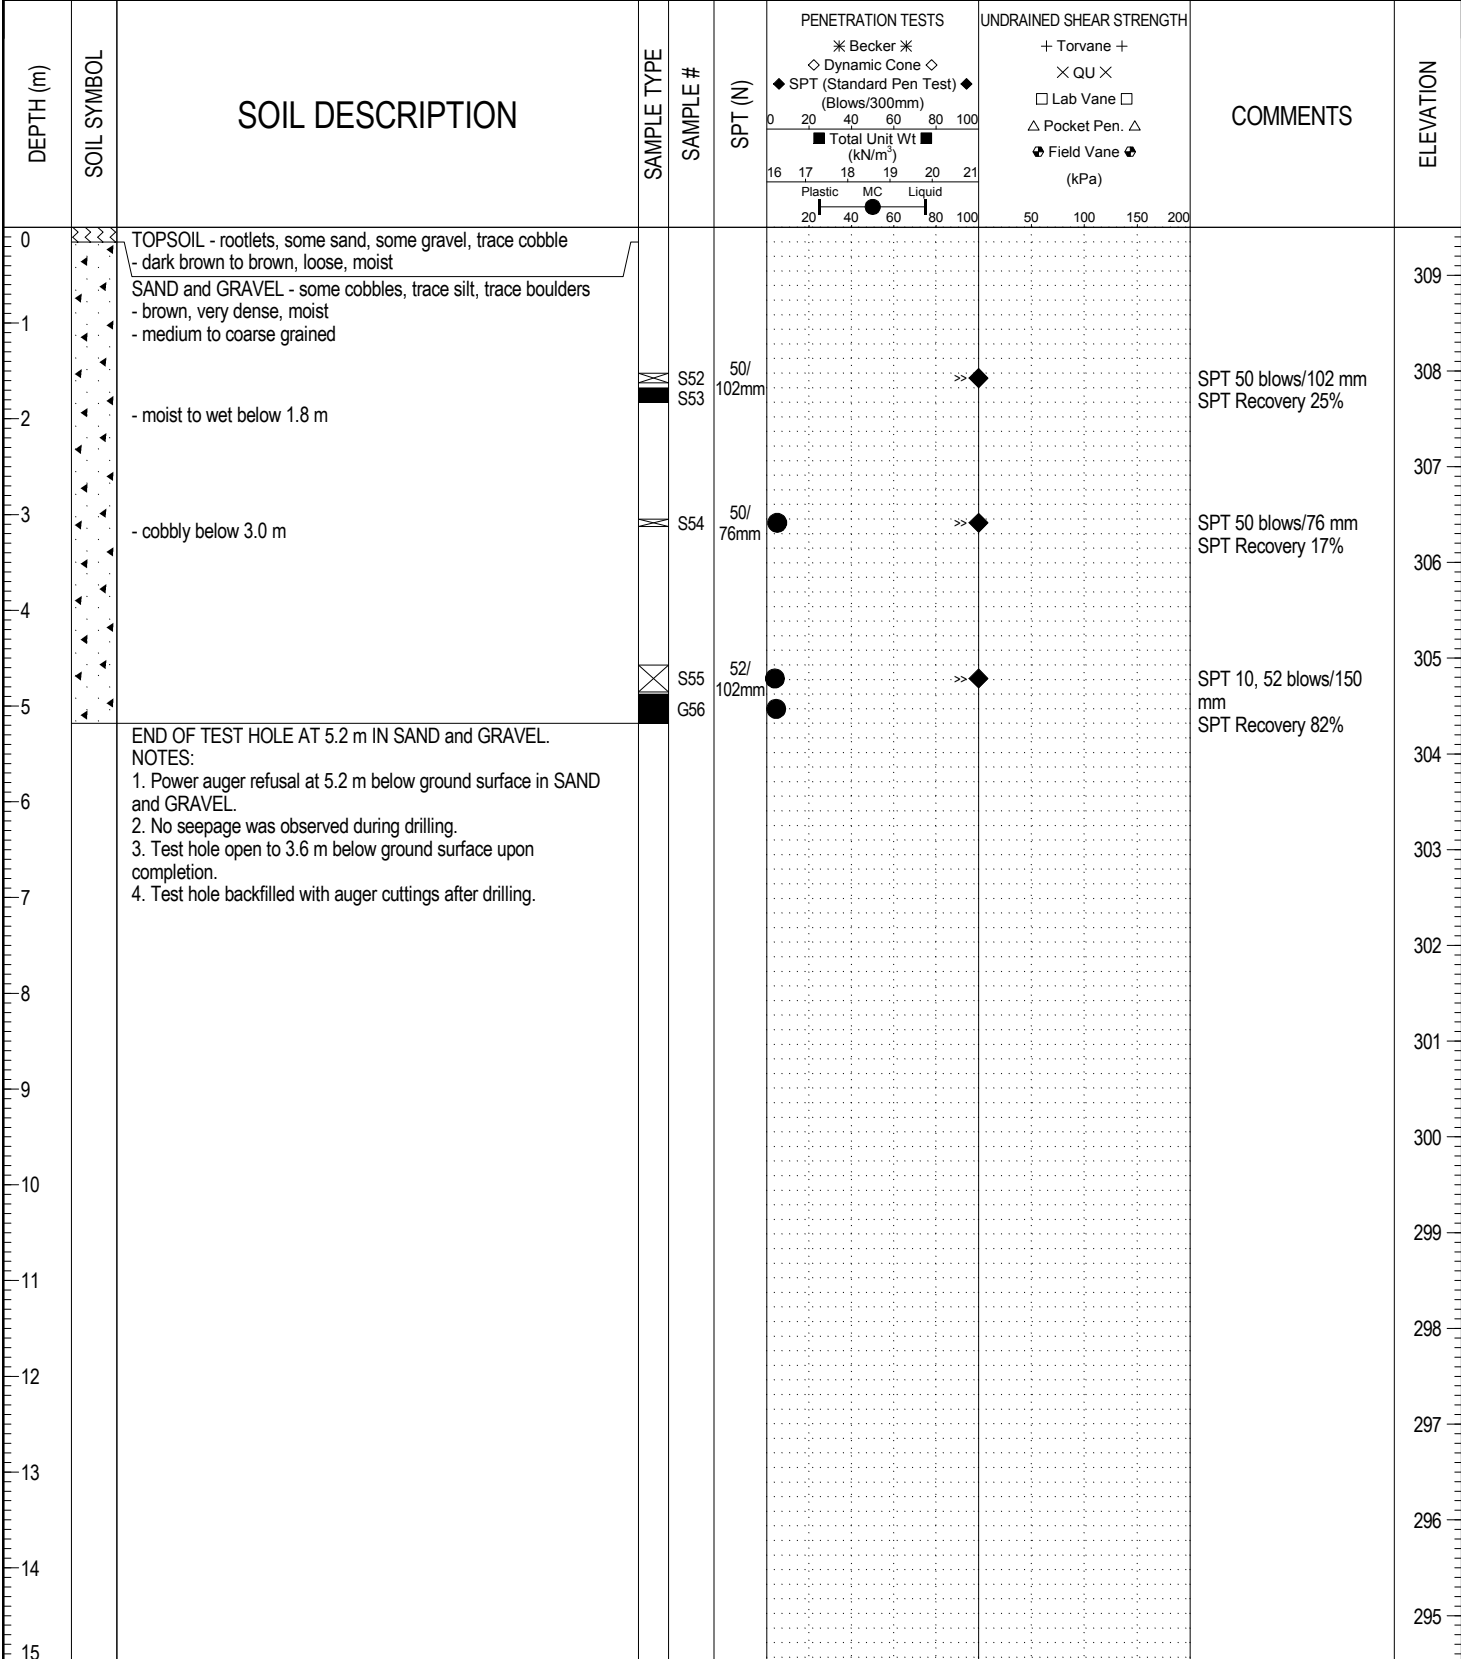 DEPTH (m)
SOIL SYMBOL
SOIL DESCRIPTION
SAMPLE TYPE
SAMPLE #
SPT (N)
PENETRATION TESTS
✳ Becker ✳
◇ Dynamic Cone ◇
◆ SPT (Standard Pen Test) ◆
(Blows/300mm)
0 20 40 60 80 100
■ Total Unit Wt ■
(kN/m³)
16 17 18 19 20 21
Plastic MC Liquid
20 40 60 80 100
UNDRAINED SHEAR STRENGTH
+ Torvane +
× QU ×
□ Lab Vane □
△ Pocket Pen. △
Field Vane
(kPa)
50 100 150 200
COMMENTS
ELEVATION
0
1
2
3
4
5
6
7
8
9
10
11
12
13
14
15
TOPSOIL - rootlets, some sand, some gravel, trace cobble
- dark brown to brown, loose, moist
SAND and GRAVEL - some cobbles, trace silt, trace boulders
- brown, very dense, moist
- medium to coarse grained
- moist to wet below 1.8 m
- cobbly below 3.0 m
END OF TEST HOLE AT 5.2 m IN SAND and GRAVEL.
NOTES:
1. Power auger refusal at 5.2 m below ground surface in SAND
and GRAVEL.
2. No seepage was observed during drilling.
3. Test hole open to 3.6 m below ground surface upon
completion.
4. Test hole backfilled with auger cuttings after drilling.
S52
S53
S54
S55
G56
50/
102mm
50/
76mm
52/
102mm
>>
>>
>>
SPT 50 blows/102 mm
SPT Recovery 25%
SPT 50 blows/76 mm
SPT Recovery 17%
SPT 10, 52 blows/150
mm
SPT Recovery 82%
309
308
307
306
305
304
303
302
301
300
299
298
297
296
295